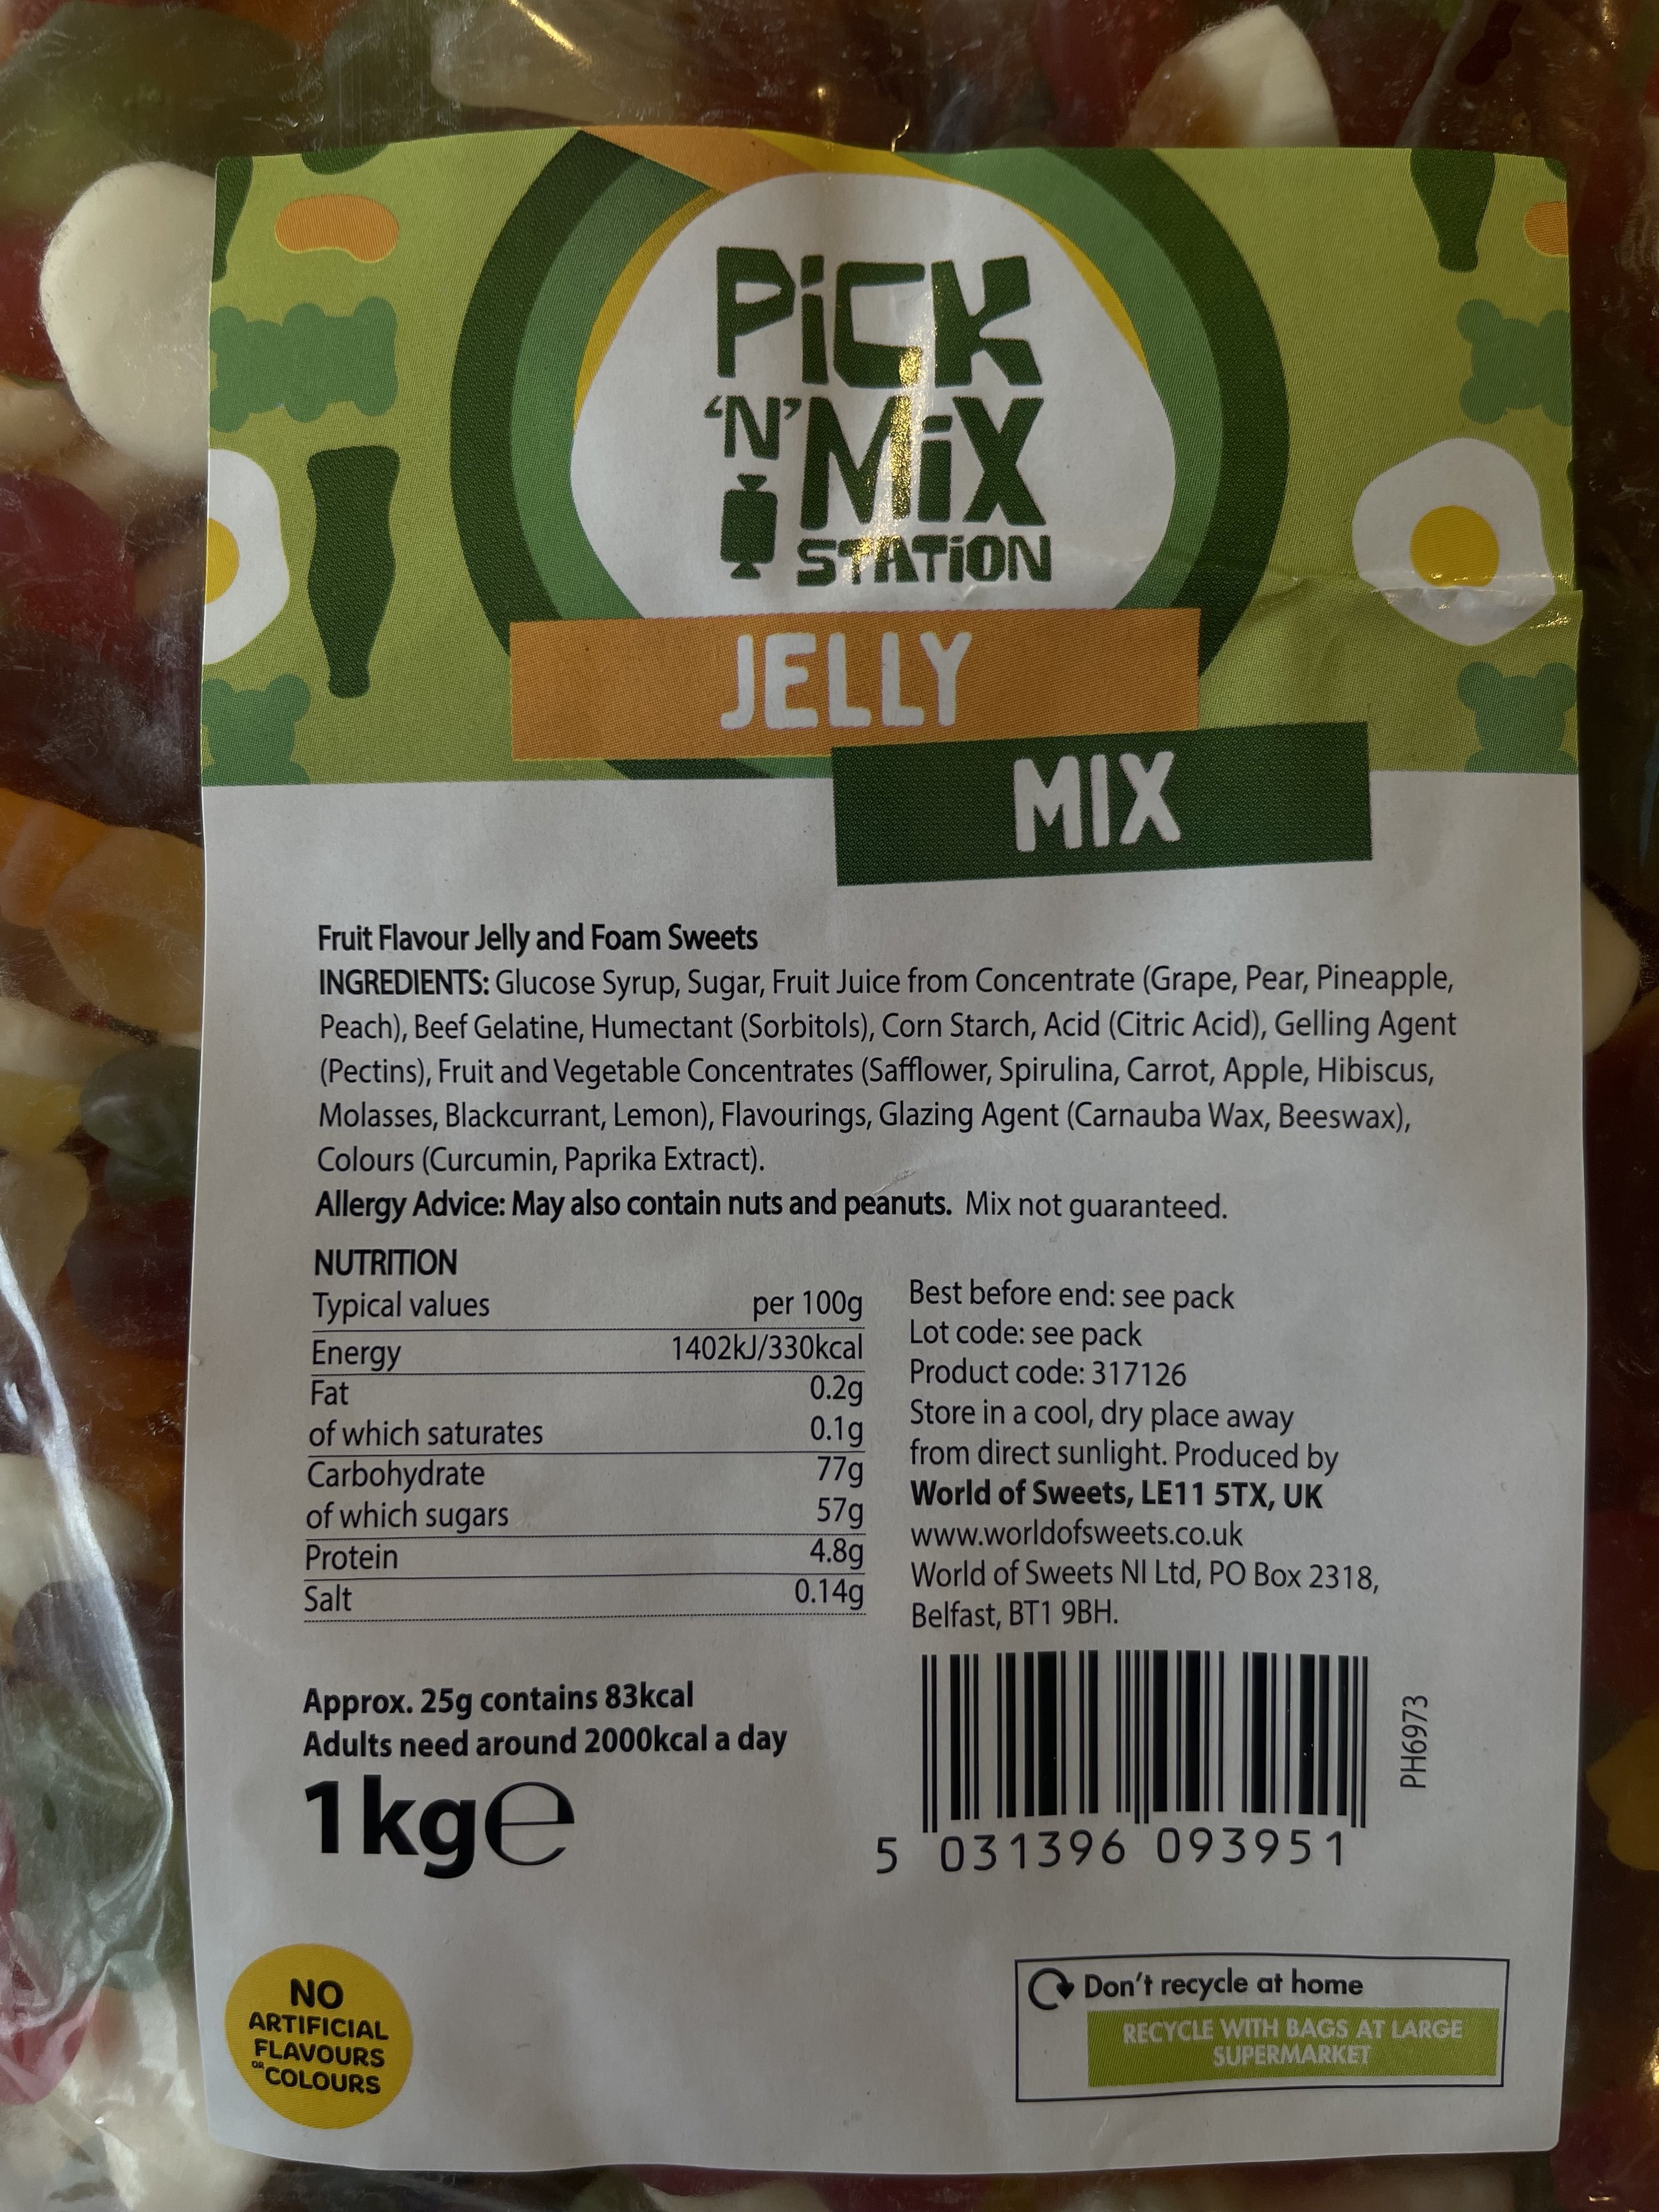 PiCK
‘N’ MiX
STATiON
JELLY
MIX
Fruit Flavour Jelly and Foam Sweets
INGREDIENTS: Glucose Syrup, Sugar, Fruit Juice from Concentrate (Grape, Pear, Pineapple,
Peach), Beef Gelatine, Humectant (Sorbitols), Corn Starch, Acid (Citric Acid), Gelling Agent
(Pectins), Fruit and Vegetable Concentrates (Safflower, Spirulina, Carrot, Apple, Hibiscus,
Molasses, Blackcurrant, Lemon), Flavourings, Glazing Agent (Carnauba Wax, Beeswax),
Colours (Curcumin, Paprika Extract).
Allergy Advice: May also contain nuts and peanuts. Mix not guaranteed.
NUTRITION
Typical values per 100g
Energy 1402kJ/330kcal
Fat 0.2g
of which saturates 0.1g
Carbohydrate 77g
of which sugars 57g
Protein 4.8g
Salt 0.14g
Best before end: see pack
Lot code: see pack
Product code: 317126
Store in a cool, dry place away
from direct sunlight. Produced by
World of Sweets, LE11 5TX, UK
www.worldofsweets.co.uk
World of Sweets NI Ltd, PO Box 2318,
Belfast, BT1 9BH.
Approx. 25g contains 83kcal
Adults need around 2000kcal a day
1kg℮
5 031396 093951
PH6973
NO
ARTIFICIAL
FLAVOURS
OR COLOURS
Don't recycle at home
RECYCLE WITH BAGS AT LARGE
SUPERMARKET